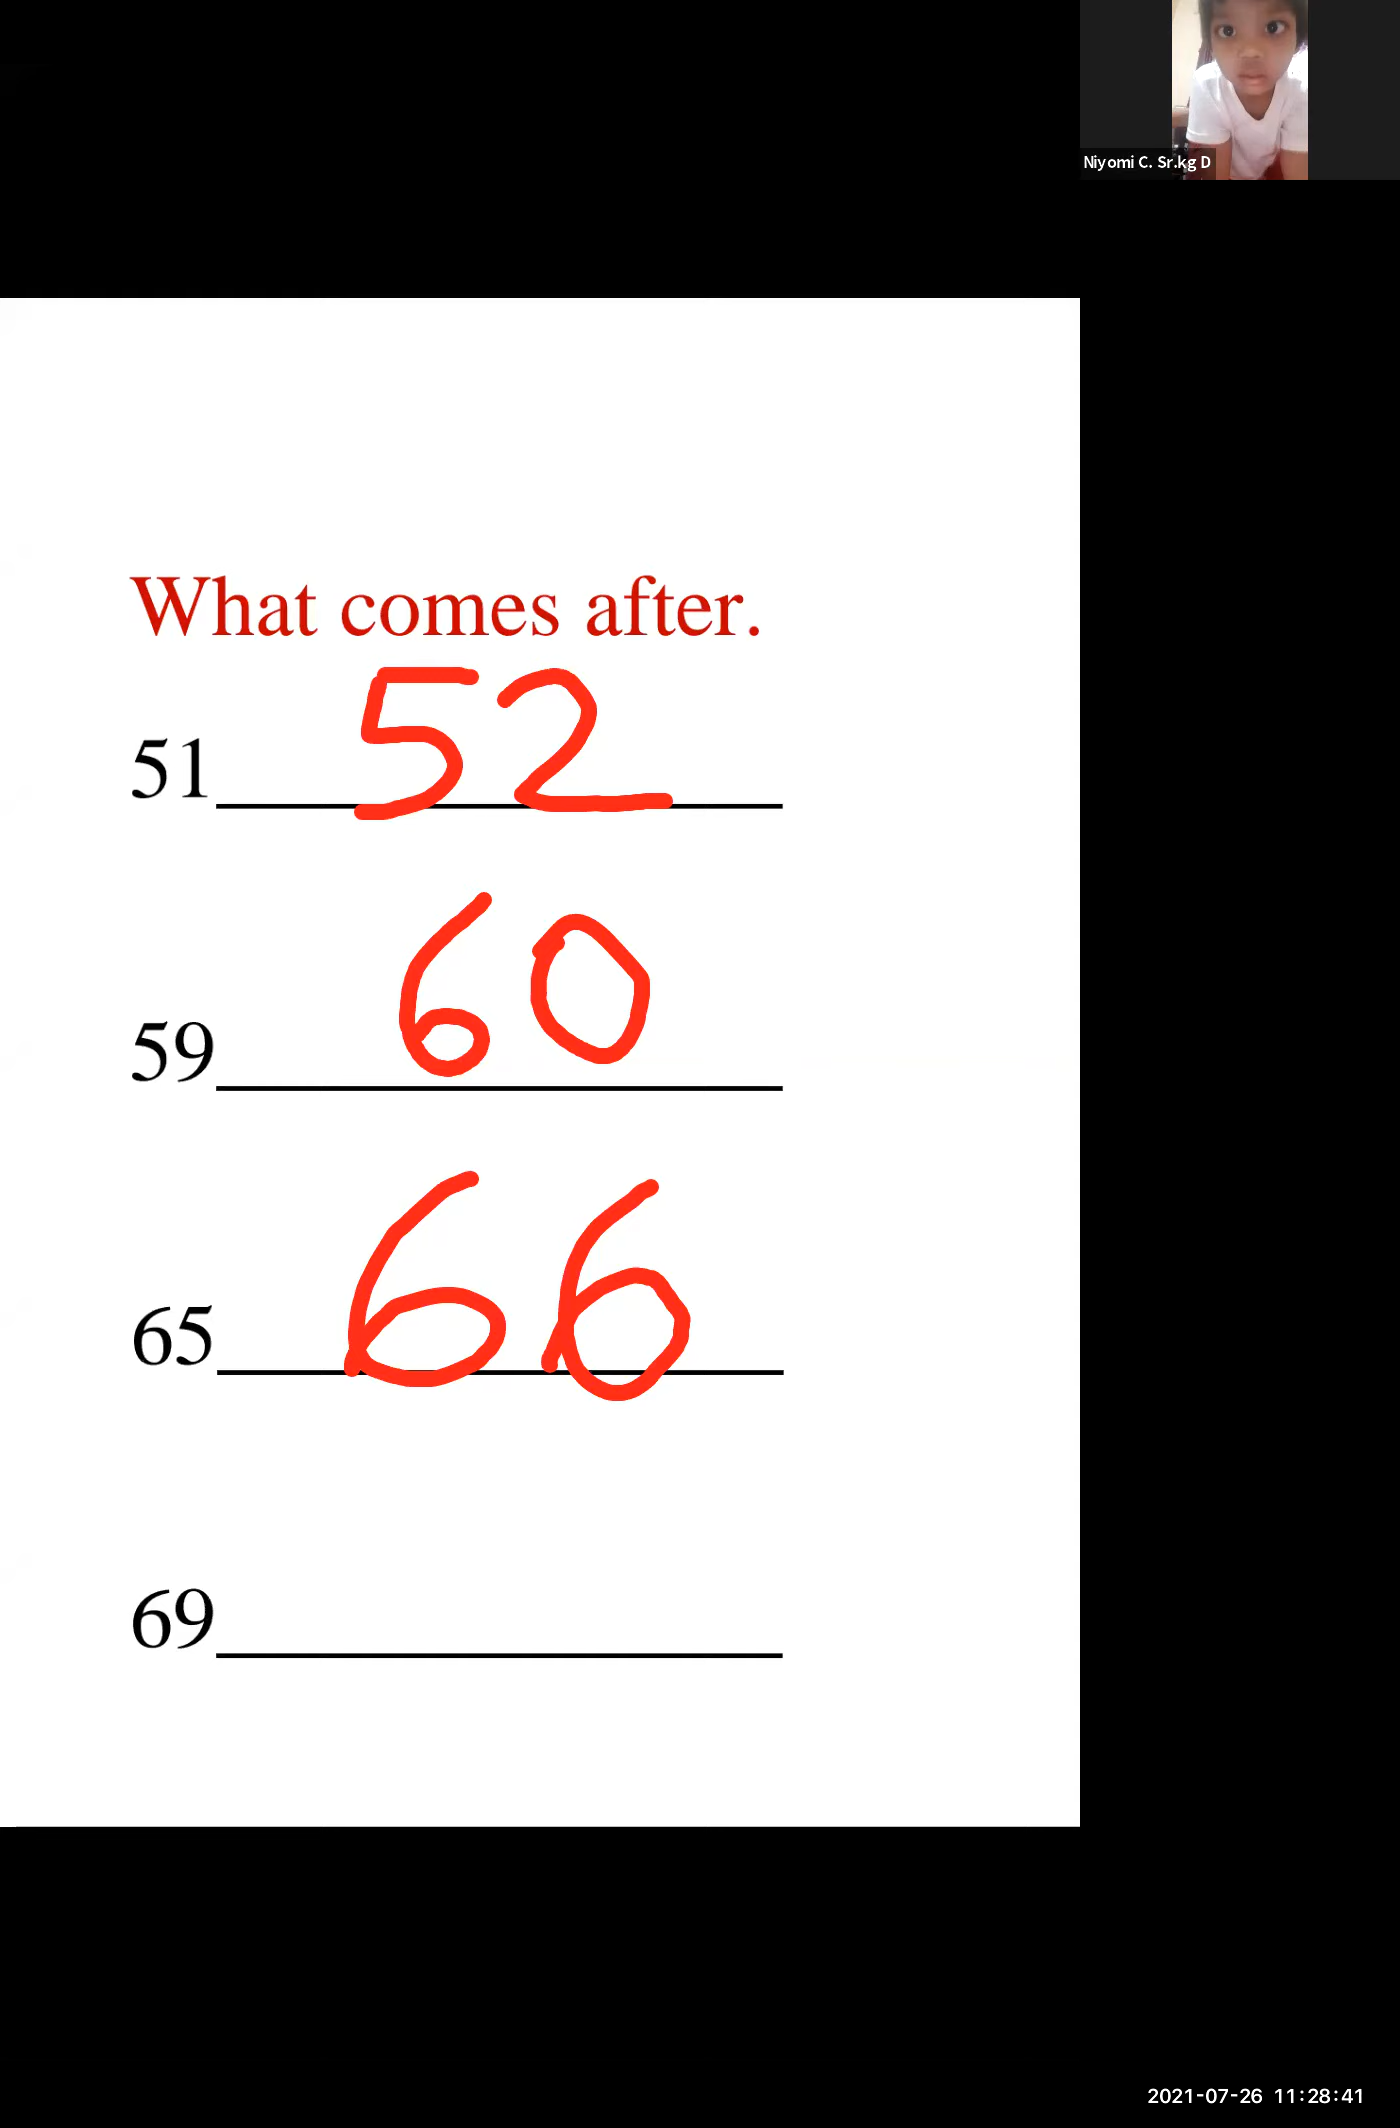 Niyomi C. Sr.kg D
What comes after.
51 52
59 60
65 66
69
2021-07-26 11:28:41